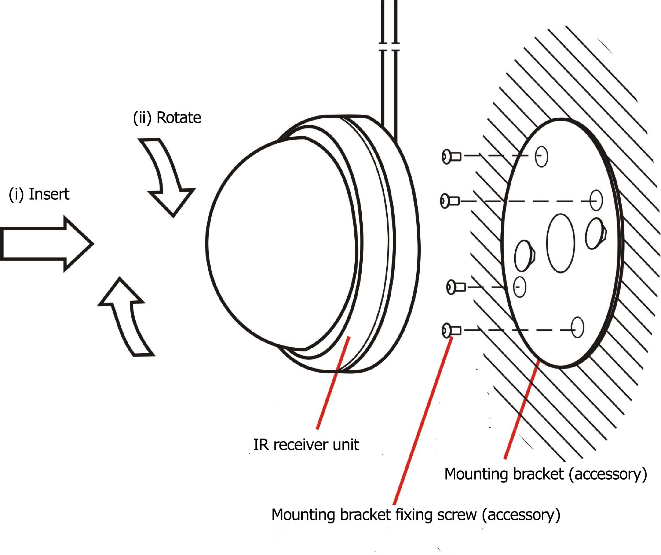 (ii) Rotate
(i) Insert
IR receiver unit
Mounting bracket (accessory)
Mounting bracket fixing screw (accessory)